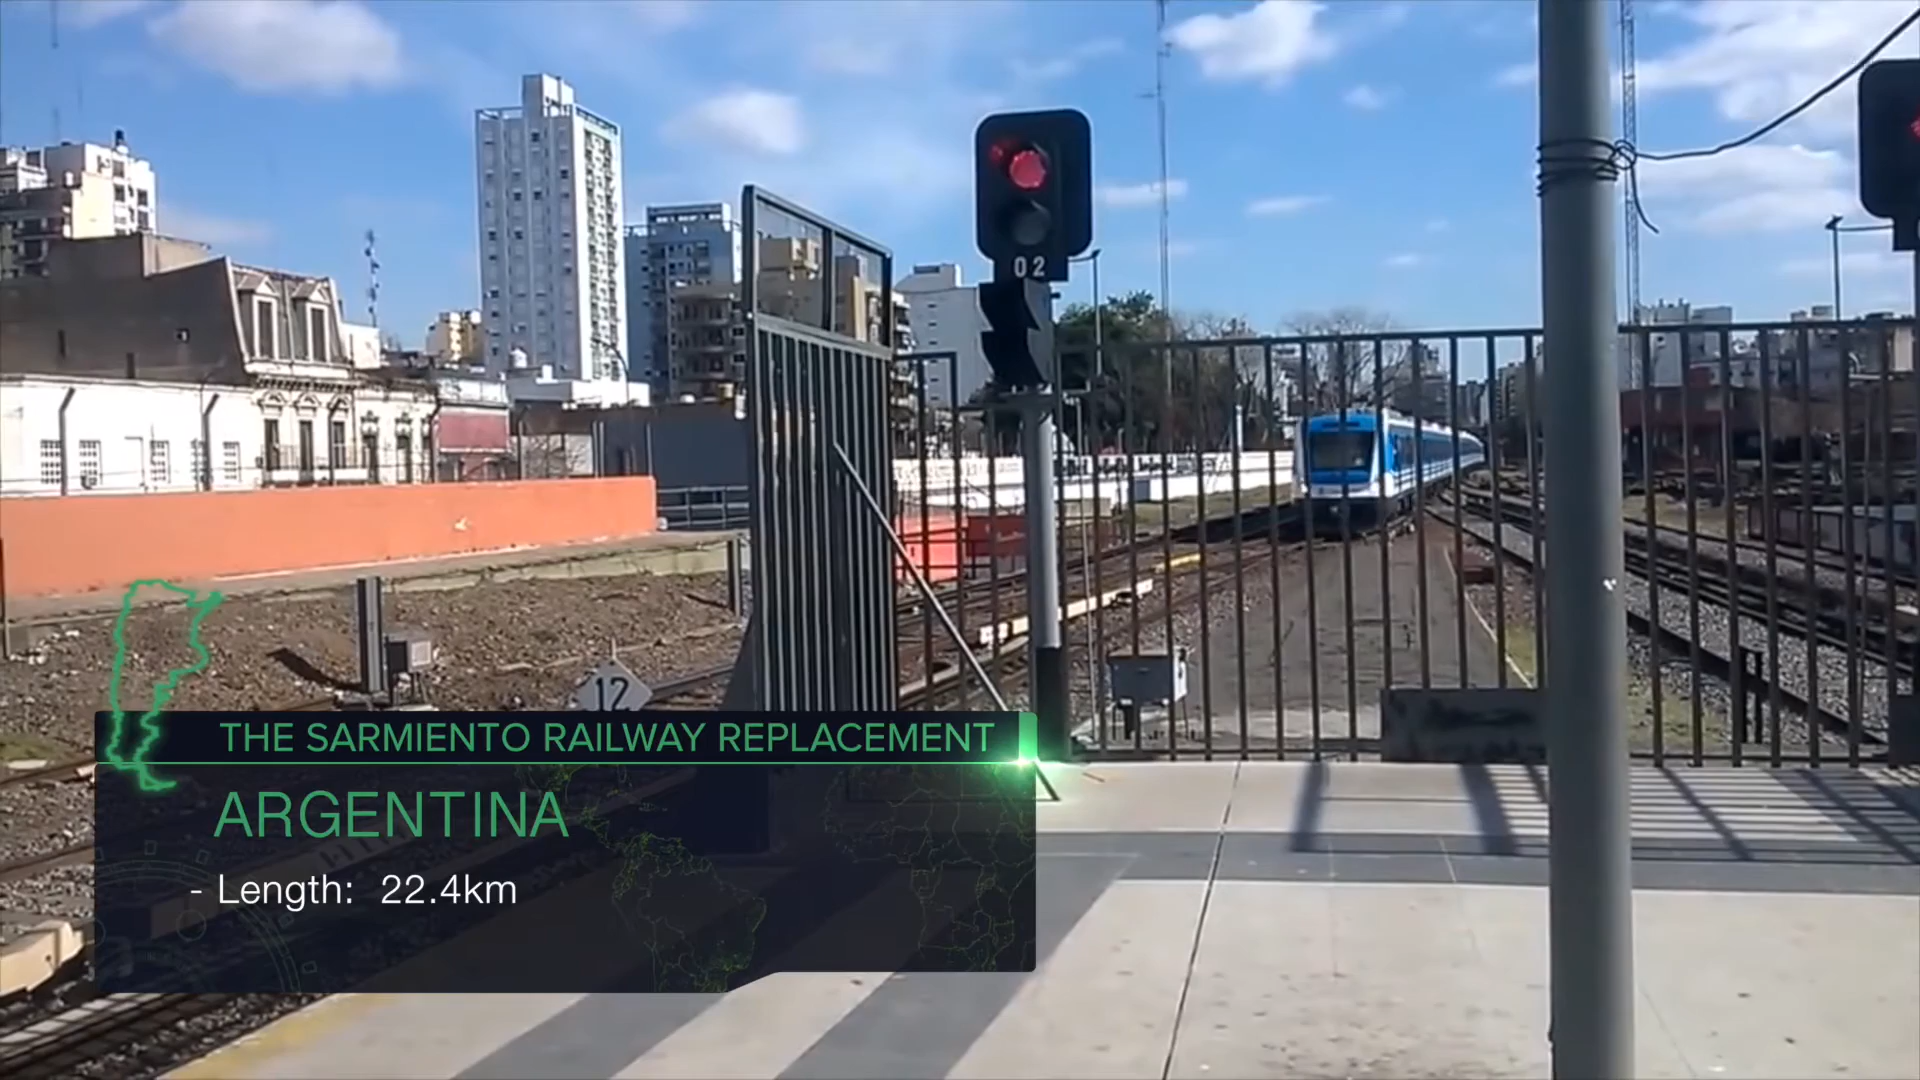 02
12
THE SARMIENTO RAILWAY REPLACEMENT
ARGENTINA
- Length: 22.4km